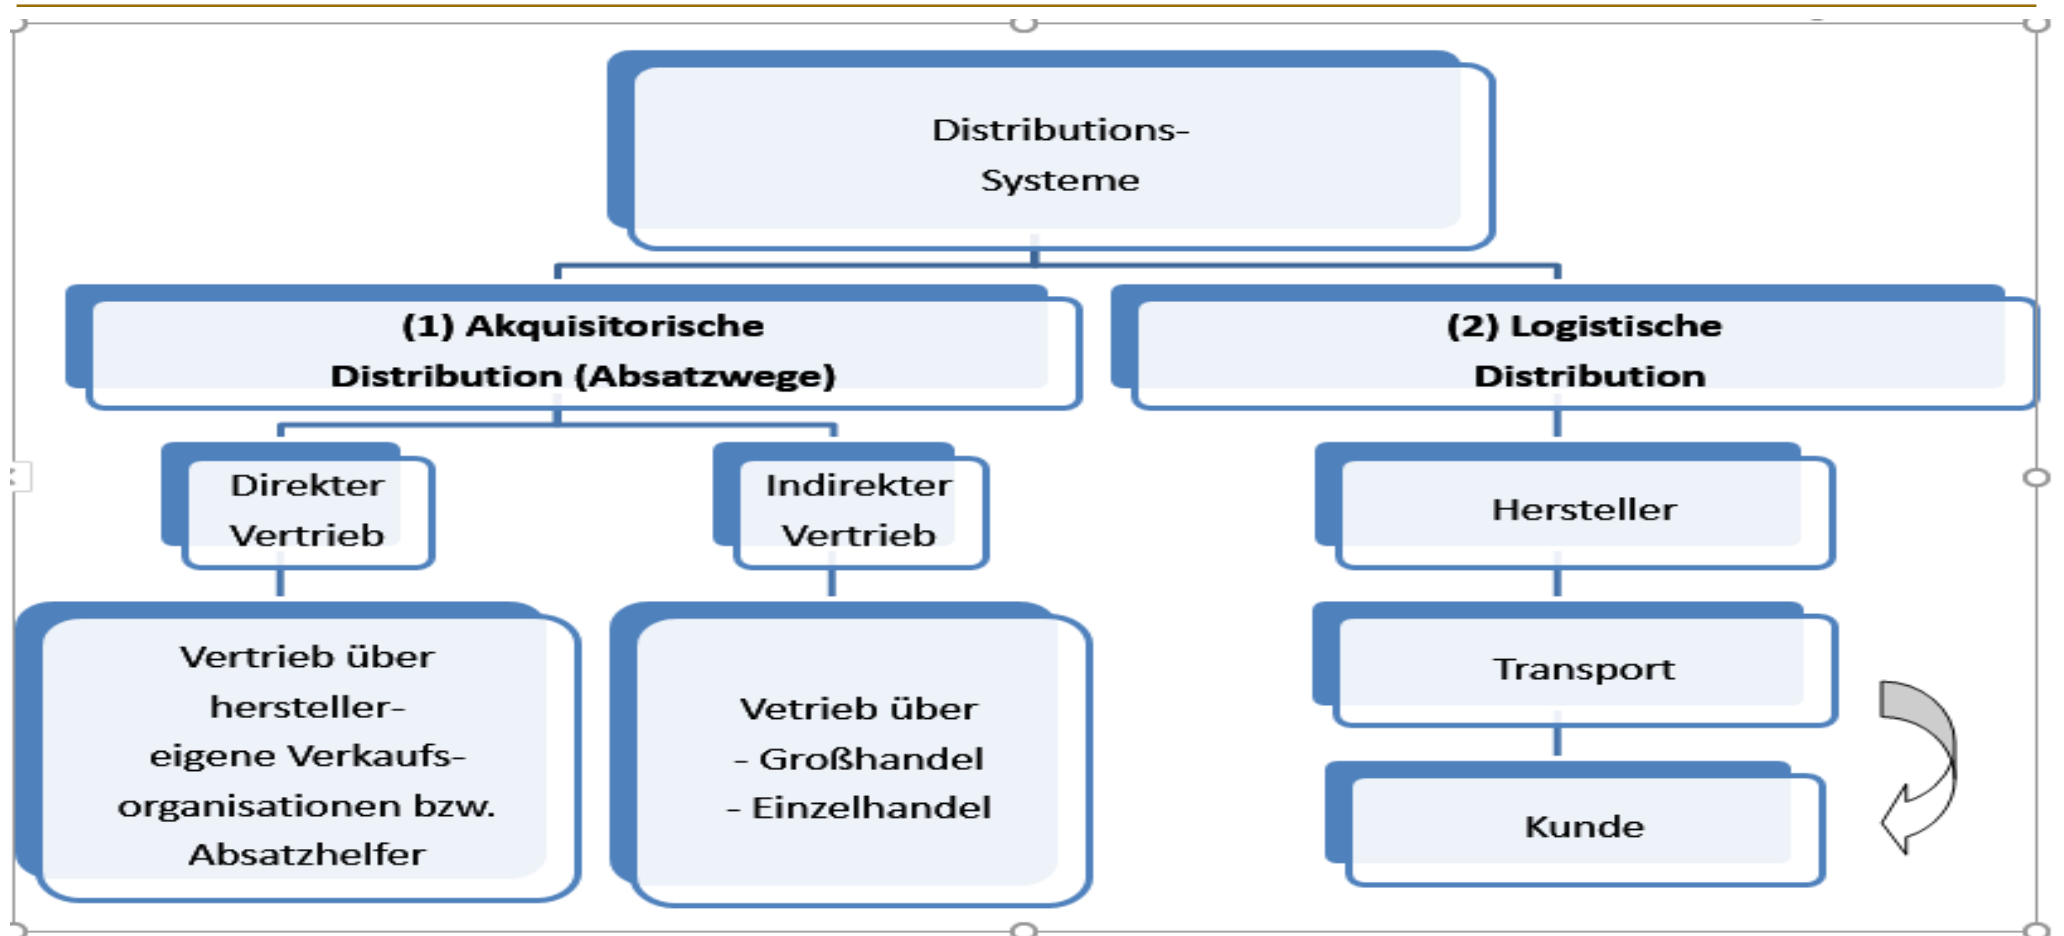 Distributions-
Systeme
(1) Akquisitorische
Distribution (Absatzwege)
(2) Logistische
Distribution
Direkter
Vertrieb
Indirekter
Vertrieb
Hersteller
Vertrieb über
hersteller-
eigene Verkaufs-
organisationen bzw.
Absatzhelfer
Vetrieb über
- Großhandel
- Einzelhandel
Transport
Kunde